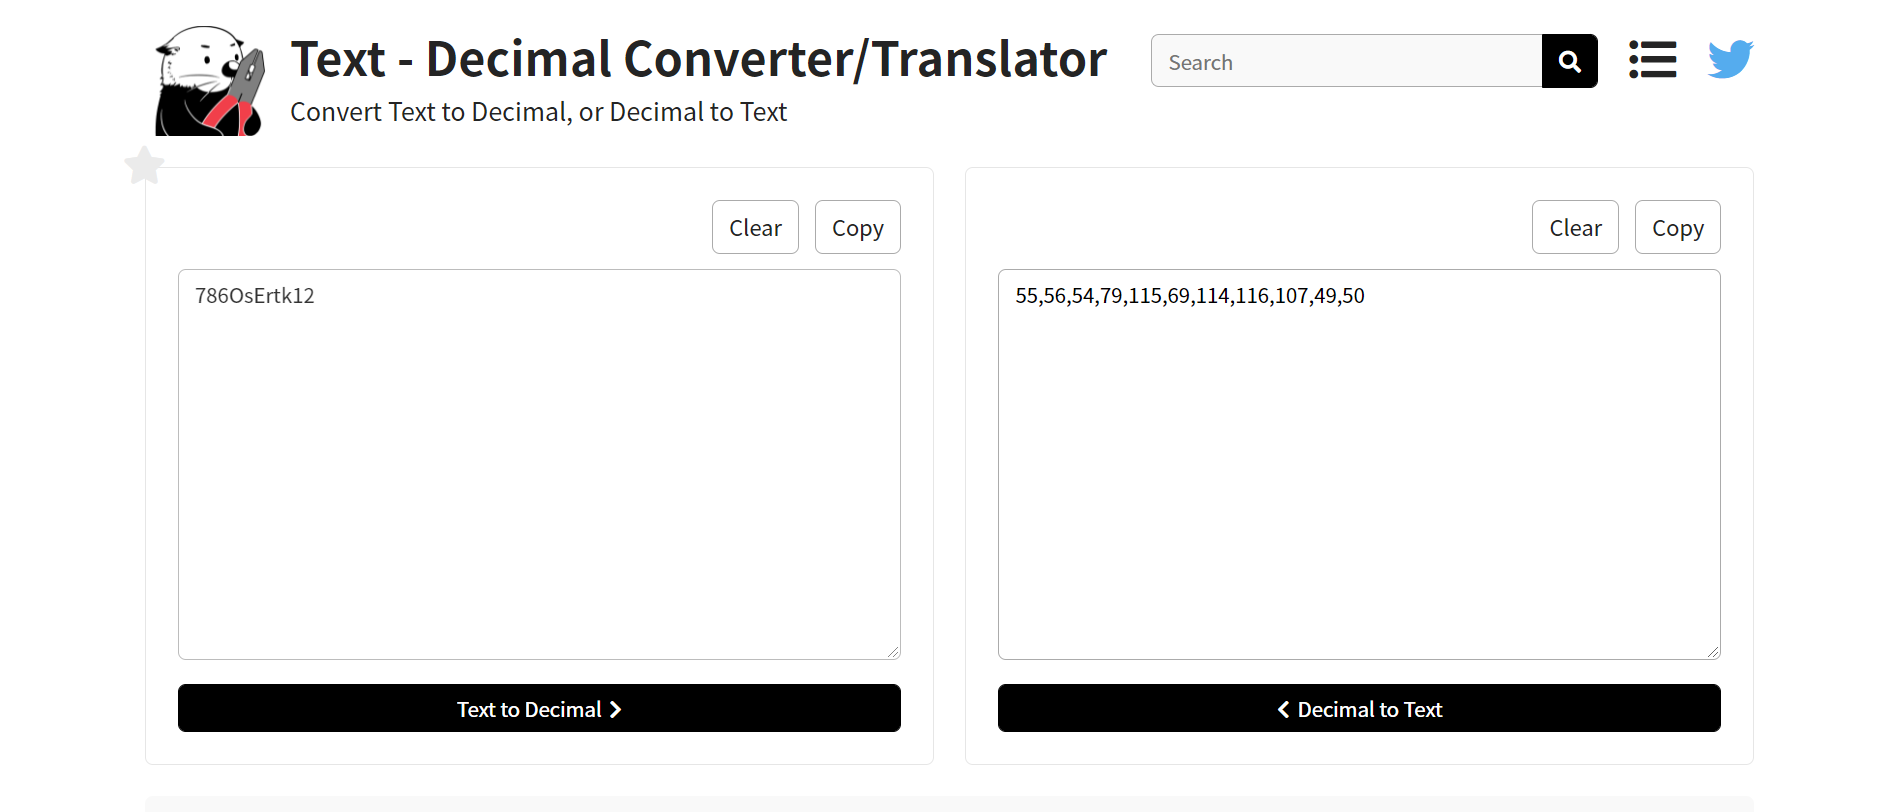 Text - Decimal Converter/Translator
Convert Text to Decimal, or Decimal to Text
Search
Clear
Copy
786OsErtk12
Text to Decimal
Clear
Copy
55,56,54,79,115,69,114,116,107,49,50
Decimal to Text